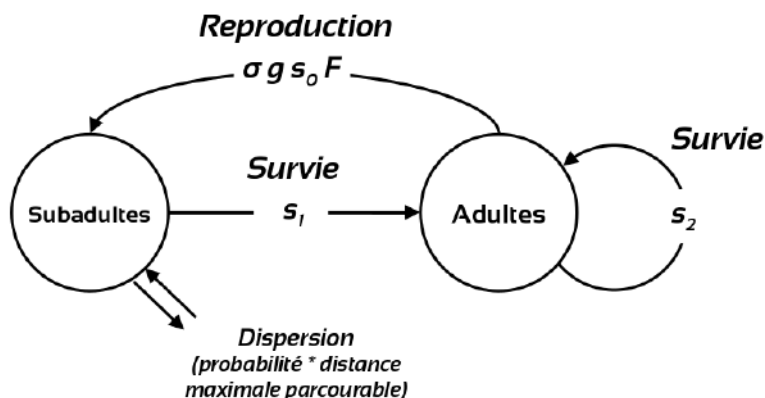 Reproduction
σ g s₀ F
Survie
s₁
Survie
s₂
Subadultes
Adultes
Dispersion
(probabilité * distance
maximale parcourable)